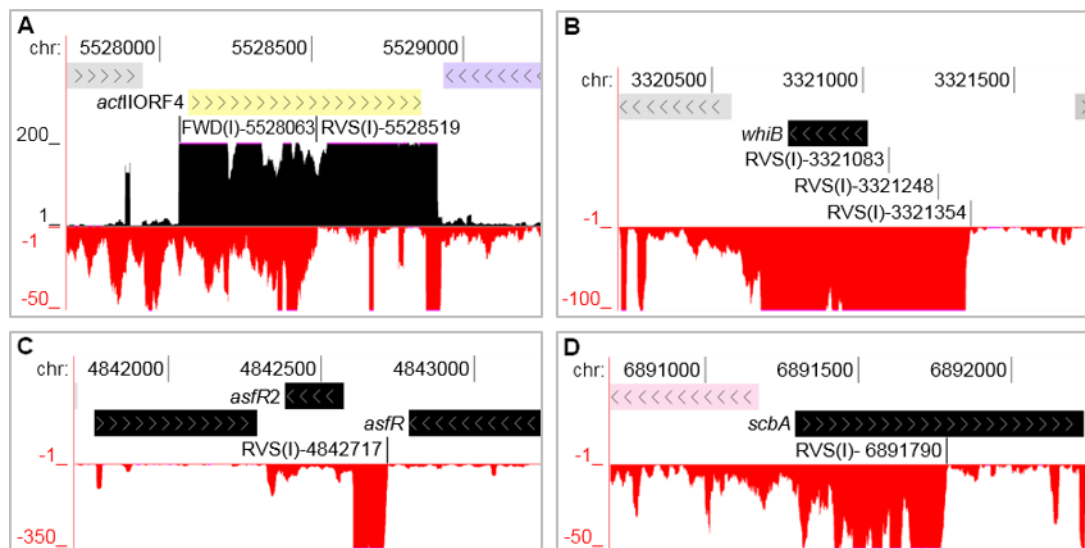 A
chr: 5528000 5528500 5529000
actIIORF4
FWD(I)-5528063 RVS(I)-5528519
200_
1_
-1_
-50_
B
chr: 3320500 3321000 3321500
whiB
RVS(I)-3321083
RVS(I)-3321248
RVS(I)-3321354
-1_
-100_
C
chr: 4842000 4842500 4843000
asfR2
asfR
RVS(I)-4842717
-1_
-350_
D
chr: 6891000 6891500 6892000
scbA
RVS(I)- 6891790
-1_
-50_